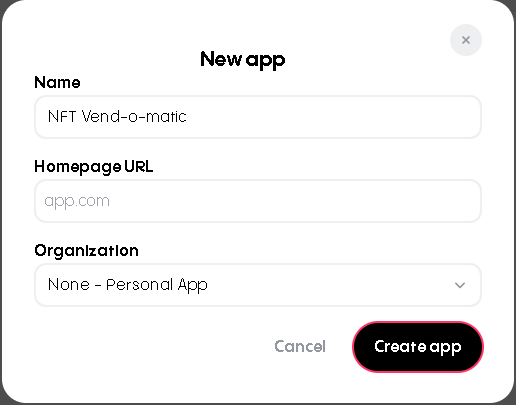 New app
Name
NFT Vend-o-matic
Homepage URL
app.com
Organization
None - Personal App
Cancel
Create app